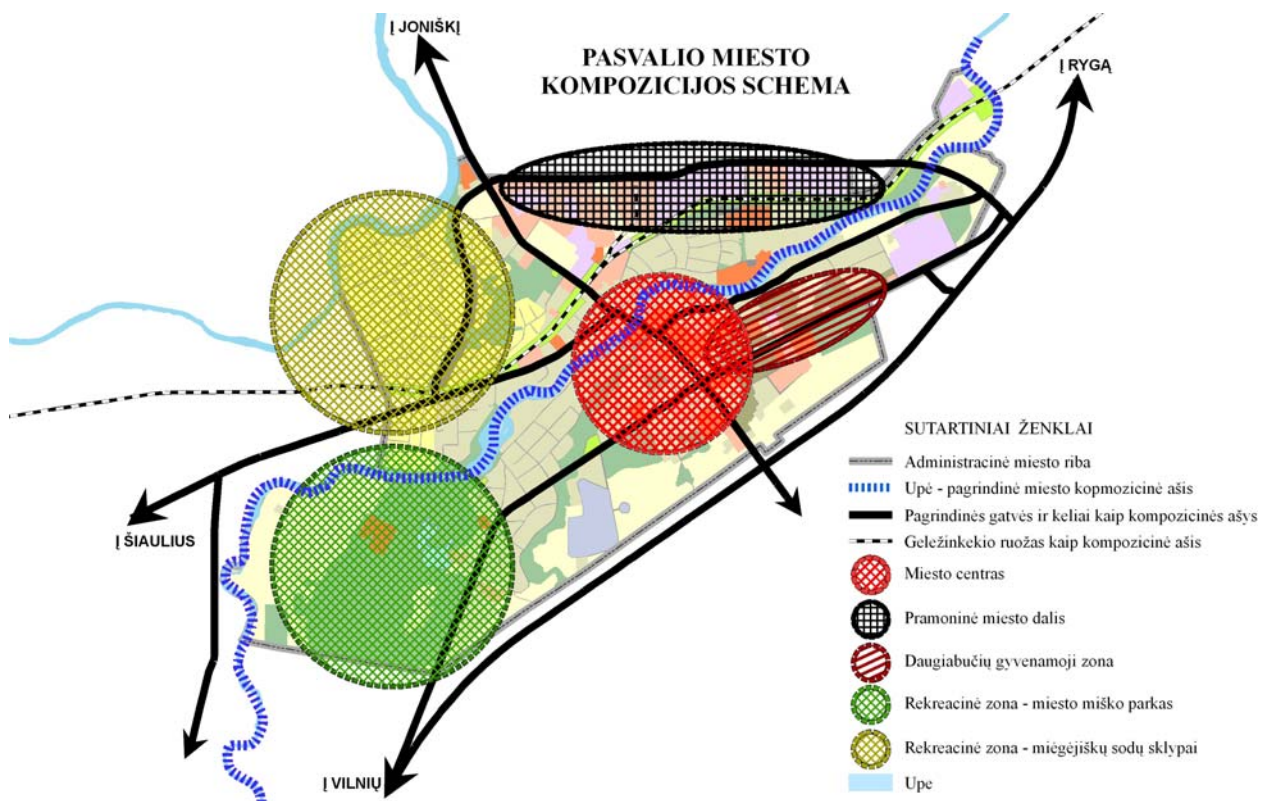 Į JONIŠKĮ
PASVALIO MIESTO
KOMPOZICIJOS SCHEMA
Į RYGĄ
SUTARTINIAI ŽENKLAI
Administracinė miesto riba
Upė - pagrindinė miesto kopmozicinė ašis
Pagrindinės gatvės ir keliai kaip kompozicinės ašys
Geležinkekio ruožas kaip kompozicinė ašis
Miesto centras
Pramoninė miesto dalis
Daugiabučių gyvenamoji zona
Rekreacinė zona - miesto miško parkas
Rekreacinė zona - miėgėjiškų sodų sklypai
Upe
Į ŠIAULIUS
Į VILNIŲ